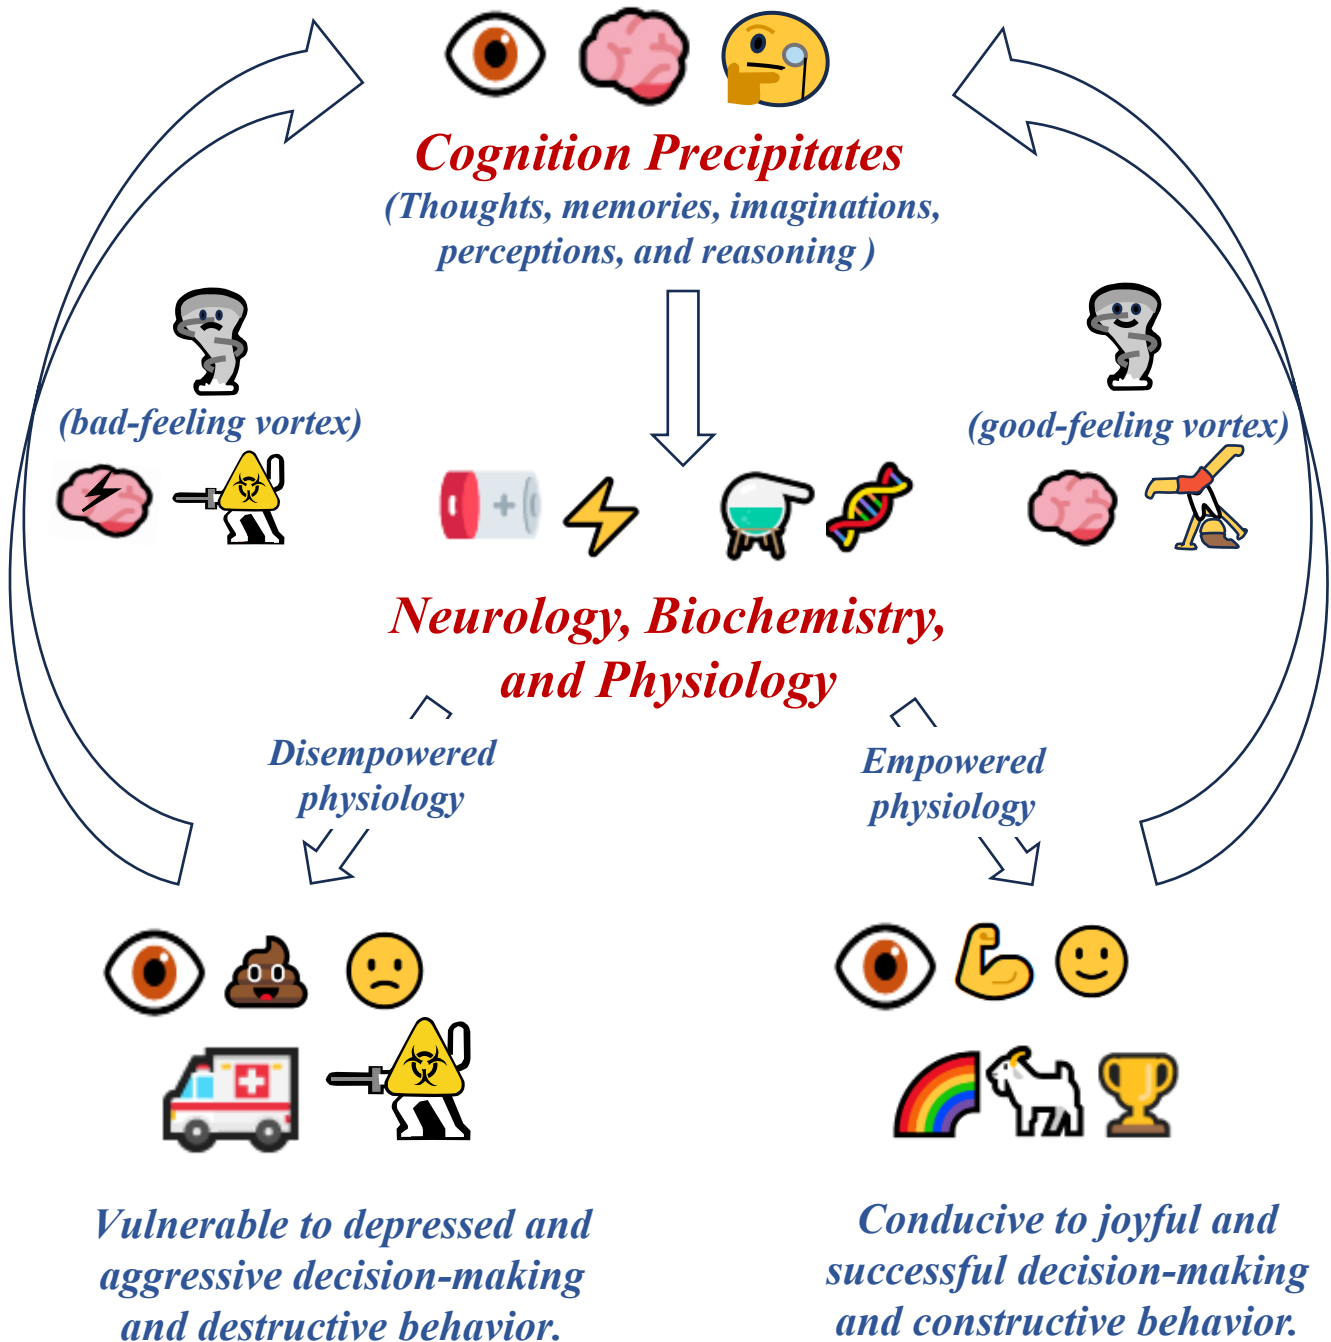 Cognition Precipitates
(Thoughts, memories, imaginations,
perceptions, and reasoning )
(bad-feeling vortex)
(good-feeling vortex)
Neurology, Biochemistry,
and Physiology
Disempowered
physiology
Empowered
physiology
Vulnerable to depressed and
aggressive decision-making
and destructive behavior.
Conducive to joyful and
successful decision-making
and constructive behavior.